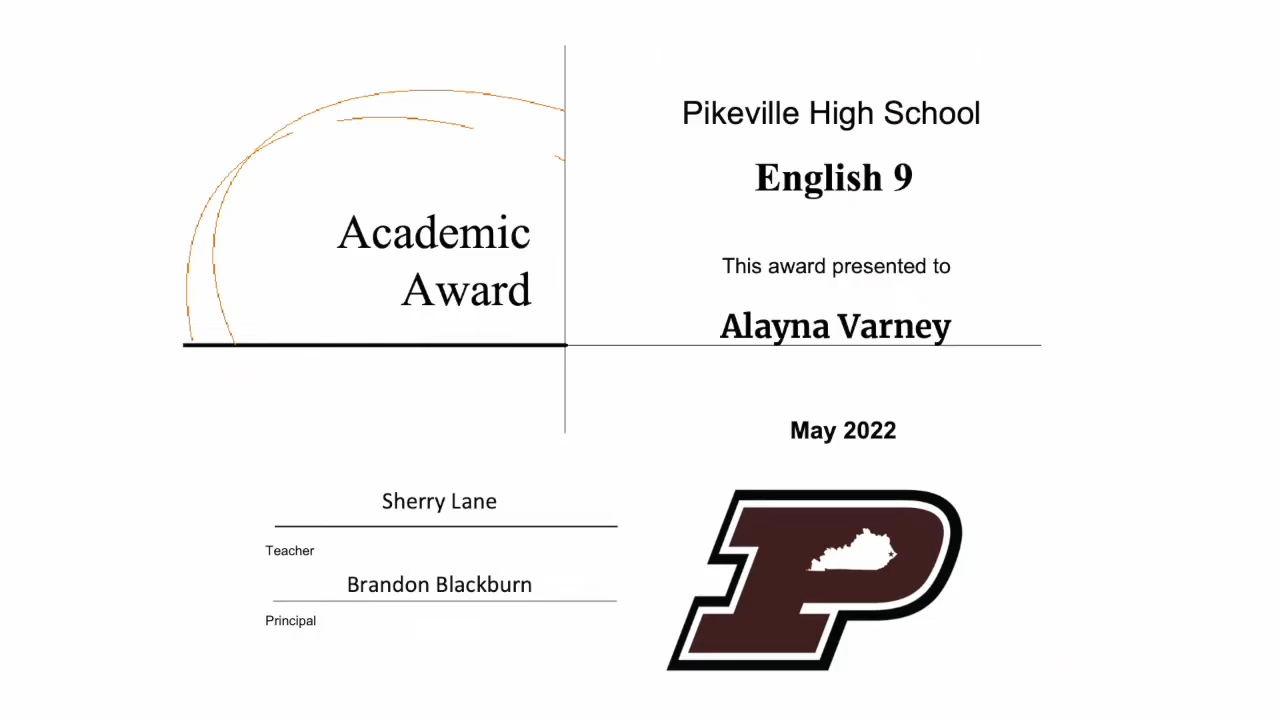 Academic
Award
Pikeville High School
English 9
This award presented to
Alayna Varney
May 2022
Sherry Lane
Teacher
Brandon Blackburn
Principal
P